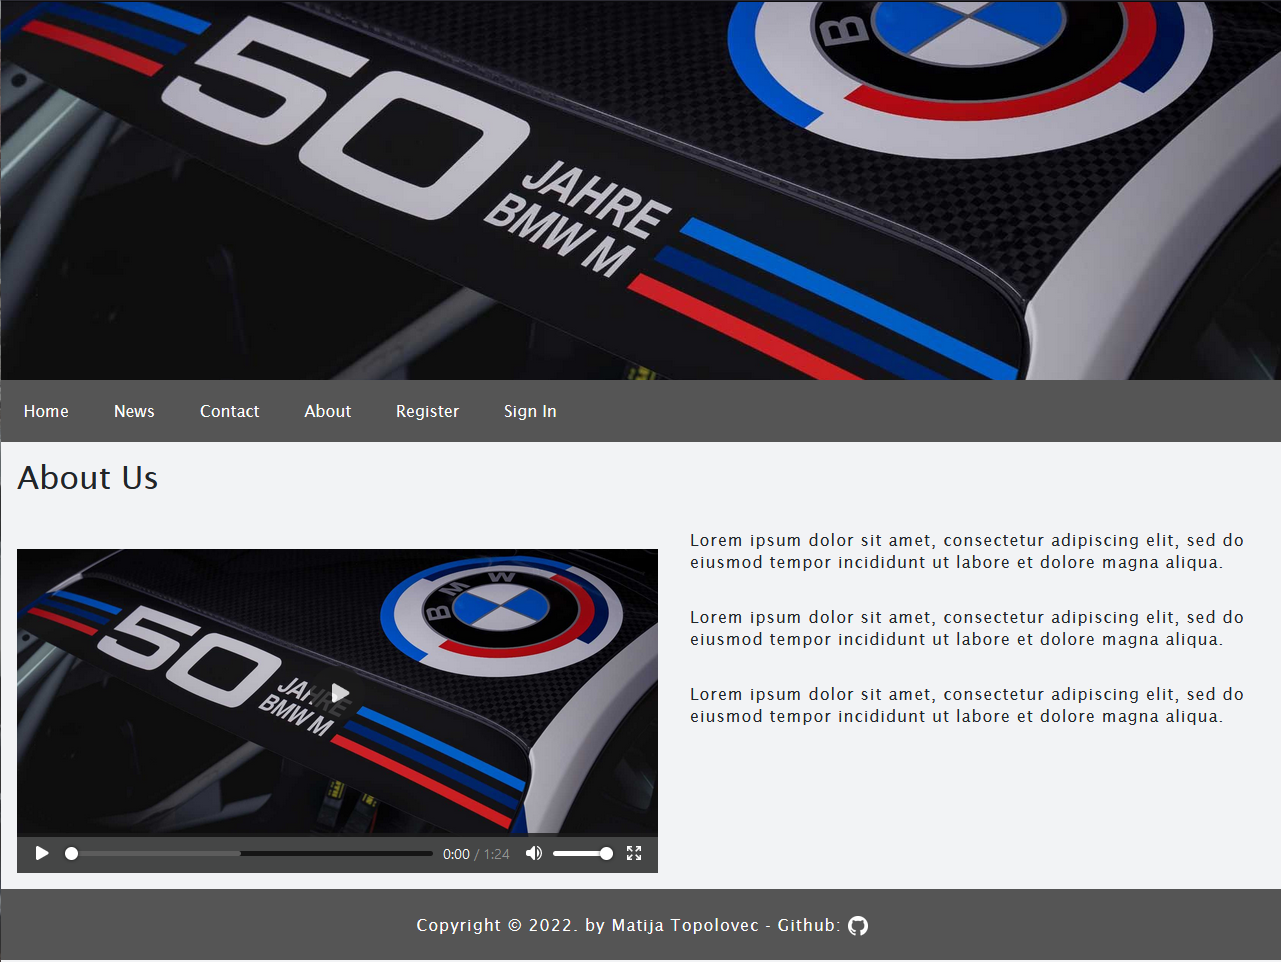 50
JAHRE
BMW M
B
Home News Contact About Register Sign In
About Us
Lorem ipsum dolor sit amet, consectetur adipiscing elit, sed do
eiusmod tempor incididunt ut labore et dolore magna aliqua.
Lorem ipsum dolor sit amet, consectetur adipiscing elit, sed do
eiusmod tempor incididunt ut labore et dolore magna aliqua.
Lorem ipsum dolor sit amet, consectetur adipiscing elit, sed do
eiusmod tempor incididunt ut labore et dolore magna aliqua.
BMW
50
JAHRE
BMW M
0:00 / 1:24
Copyright © 2022. by Matija Topolovec - Github: